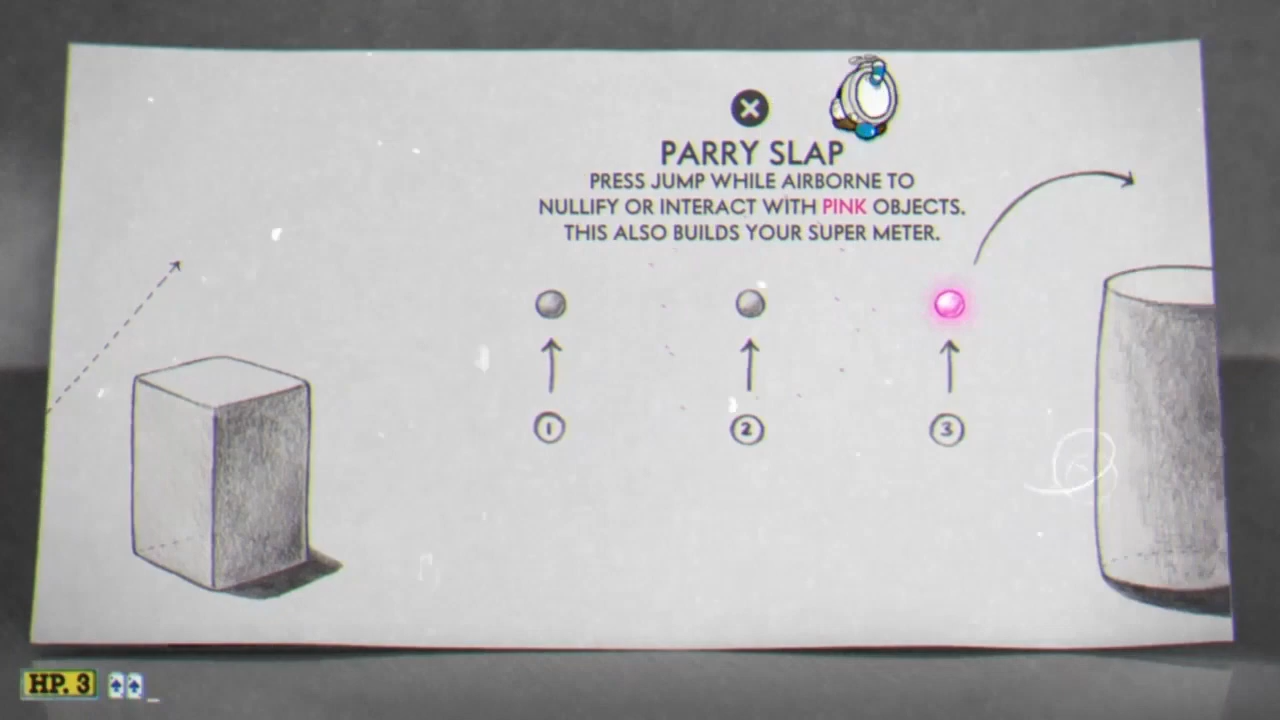 PARRY SLAP
PRESS JUMP WHILE AIRBORNE TO
NULLIFY OR INTERACT WITH PINK OBJECTS.
THIS ALSO BUILDS YOUR SUPER METER.
1 2 3
HP. 3